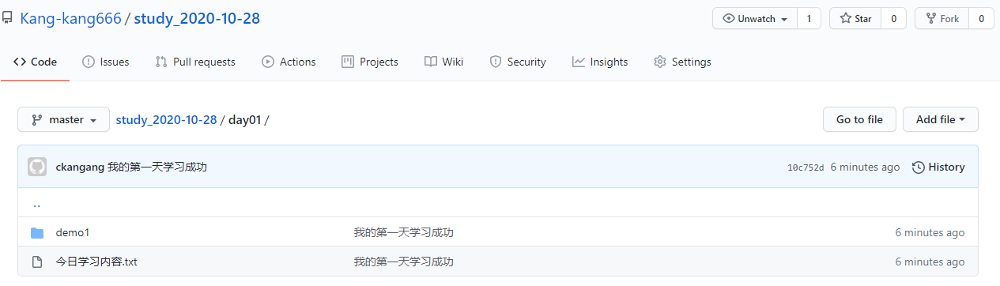 Kang-kang666 / study_2020-10-28 Unwatch 1 Star 0 Fork 0
Code Issues Pull requests Actions Projects Wiki Security Insights Settings
master study_2020-10-28 / day01 / Go to file Add file
ckangang 我的第一天学习成功 10c752d 6 minutes ago History
..
demo1 我的第一天学习成功 6 minutes ago
今日学习内容.txt 我的第一天学习成功 6 minutes ago